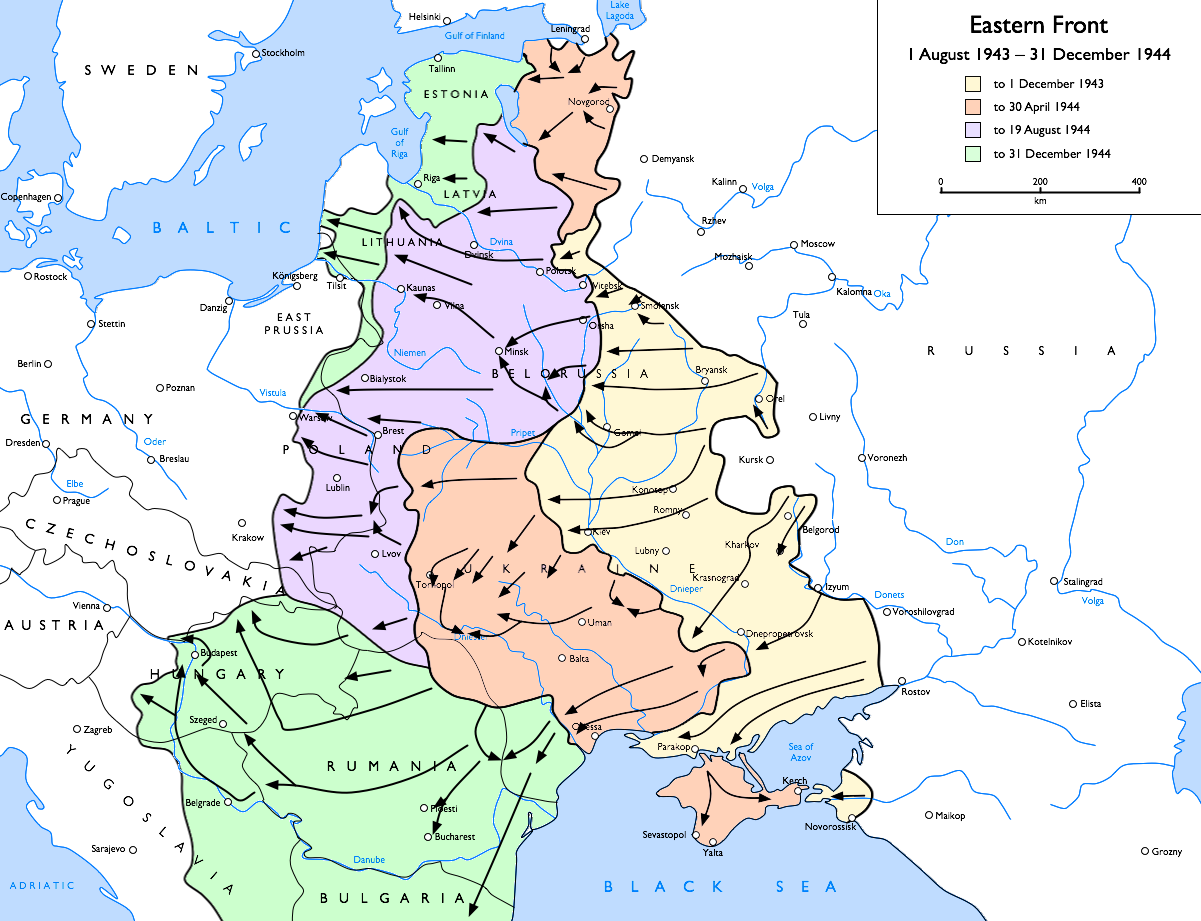 Eastern Front
1 August 1943 – 31 December 1944
to 1 December 1943
to 30 April 1944
to 19 August 1944
to 31 December 1944
0 200 400
km
Lake
Lagoda
Helsinki
Leningrad
Gulf of Finland
Stockholm
SWEDEN
Tallinn
ESTONIA
Novgorod
Gulf
of
Riga
Demyansk
Riga
Kalinn
Volga
LATVIA
Copenhagen
Rzhev
BALTIC
LITHUANIA
Dvina
Dvinsk
Moscow
Mozhaisk
Polotsk
Rostock
Königsberg
Tilsit
Kaunas
Vitebsk
Kalomna
Oka
Danzig
Vilna
Smolensk
EAST
PRUSSIA
Stettin
Orsha
Tula
Niemen
Minsk
RUSSIA
Berlin
Bialystok
BELORUSSIA
Bryansk
Poznan
Vistula
Orel
GERMANY
Warsaw
Livny
Brest
Pripet
Gomel
Dresden
Oder
POLAND
Breslau
Kursk
Voronezh
Elbe
Lublin
Konotop
Prague
Romny
CZECHOSLOVAKIA
Krakow
Kiev
Belgorod
Kharkov
Don
Lvov
Lubny
UKRAINE
Tornopol
Krasnograd
Stalingrad
Dnieper
Izyum
Donets
Volga
Vienna
Voroshilovgrad
AUSTRIA
Uman
Dniester
Dnepropetrovsk
Kotelnikov
Budapest
Balta
HUNGARY
Rostov
Elista
Szeged
Zagreb
Odessa
Parakop
Sea of
Azov
YUGOSLAVIA
RUMANIA
Kerch
Belgrade
Ploesti
Maikop
Novorossisk
Bucharest
Sevastopol
Sarajevo
Yalta
Grozny
Danube
ADRIATIC
BLACK SEA
BULGARIA